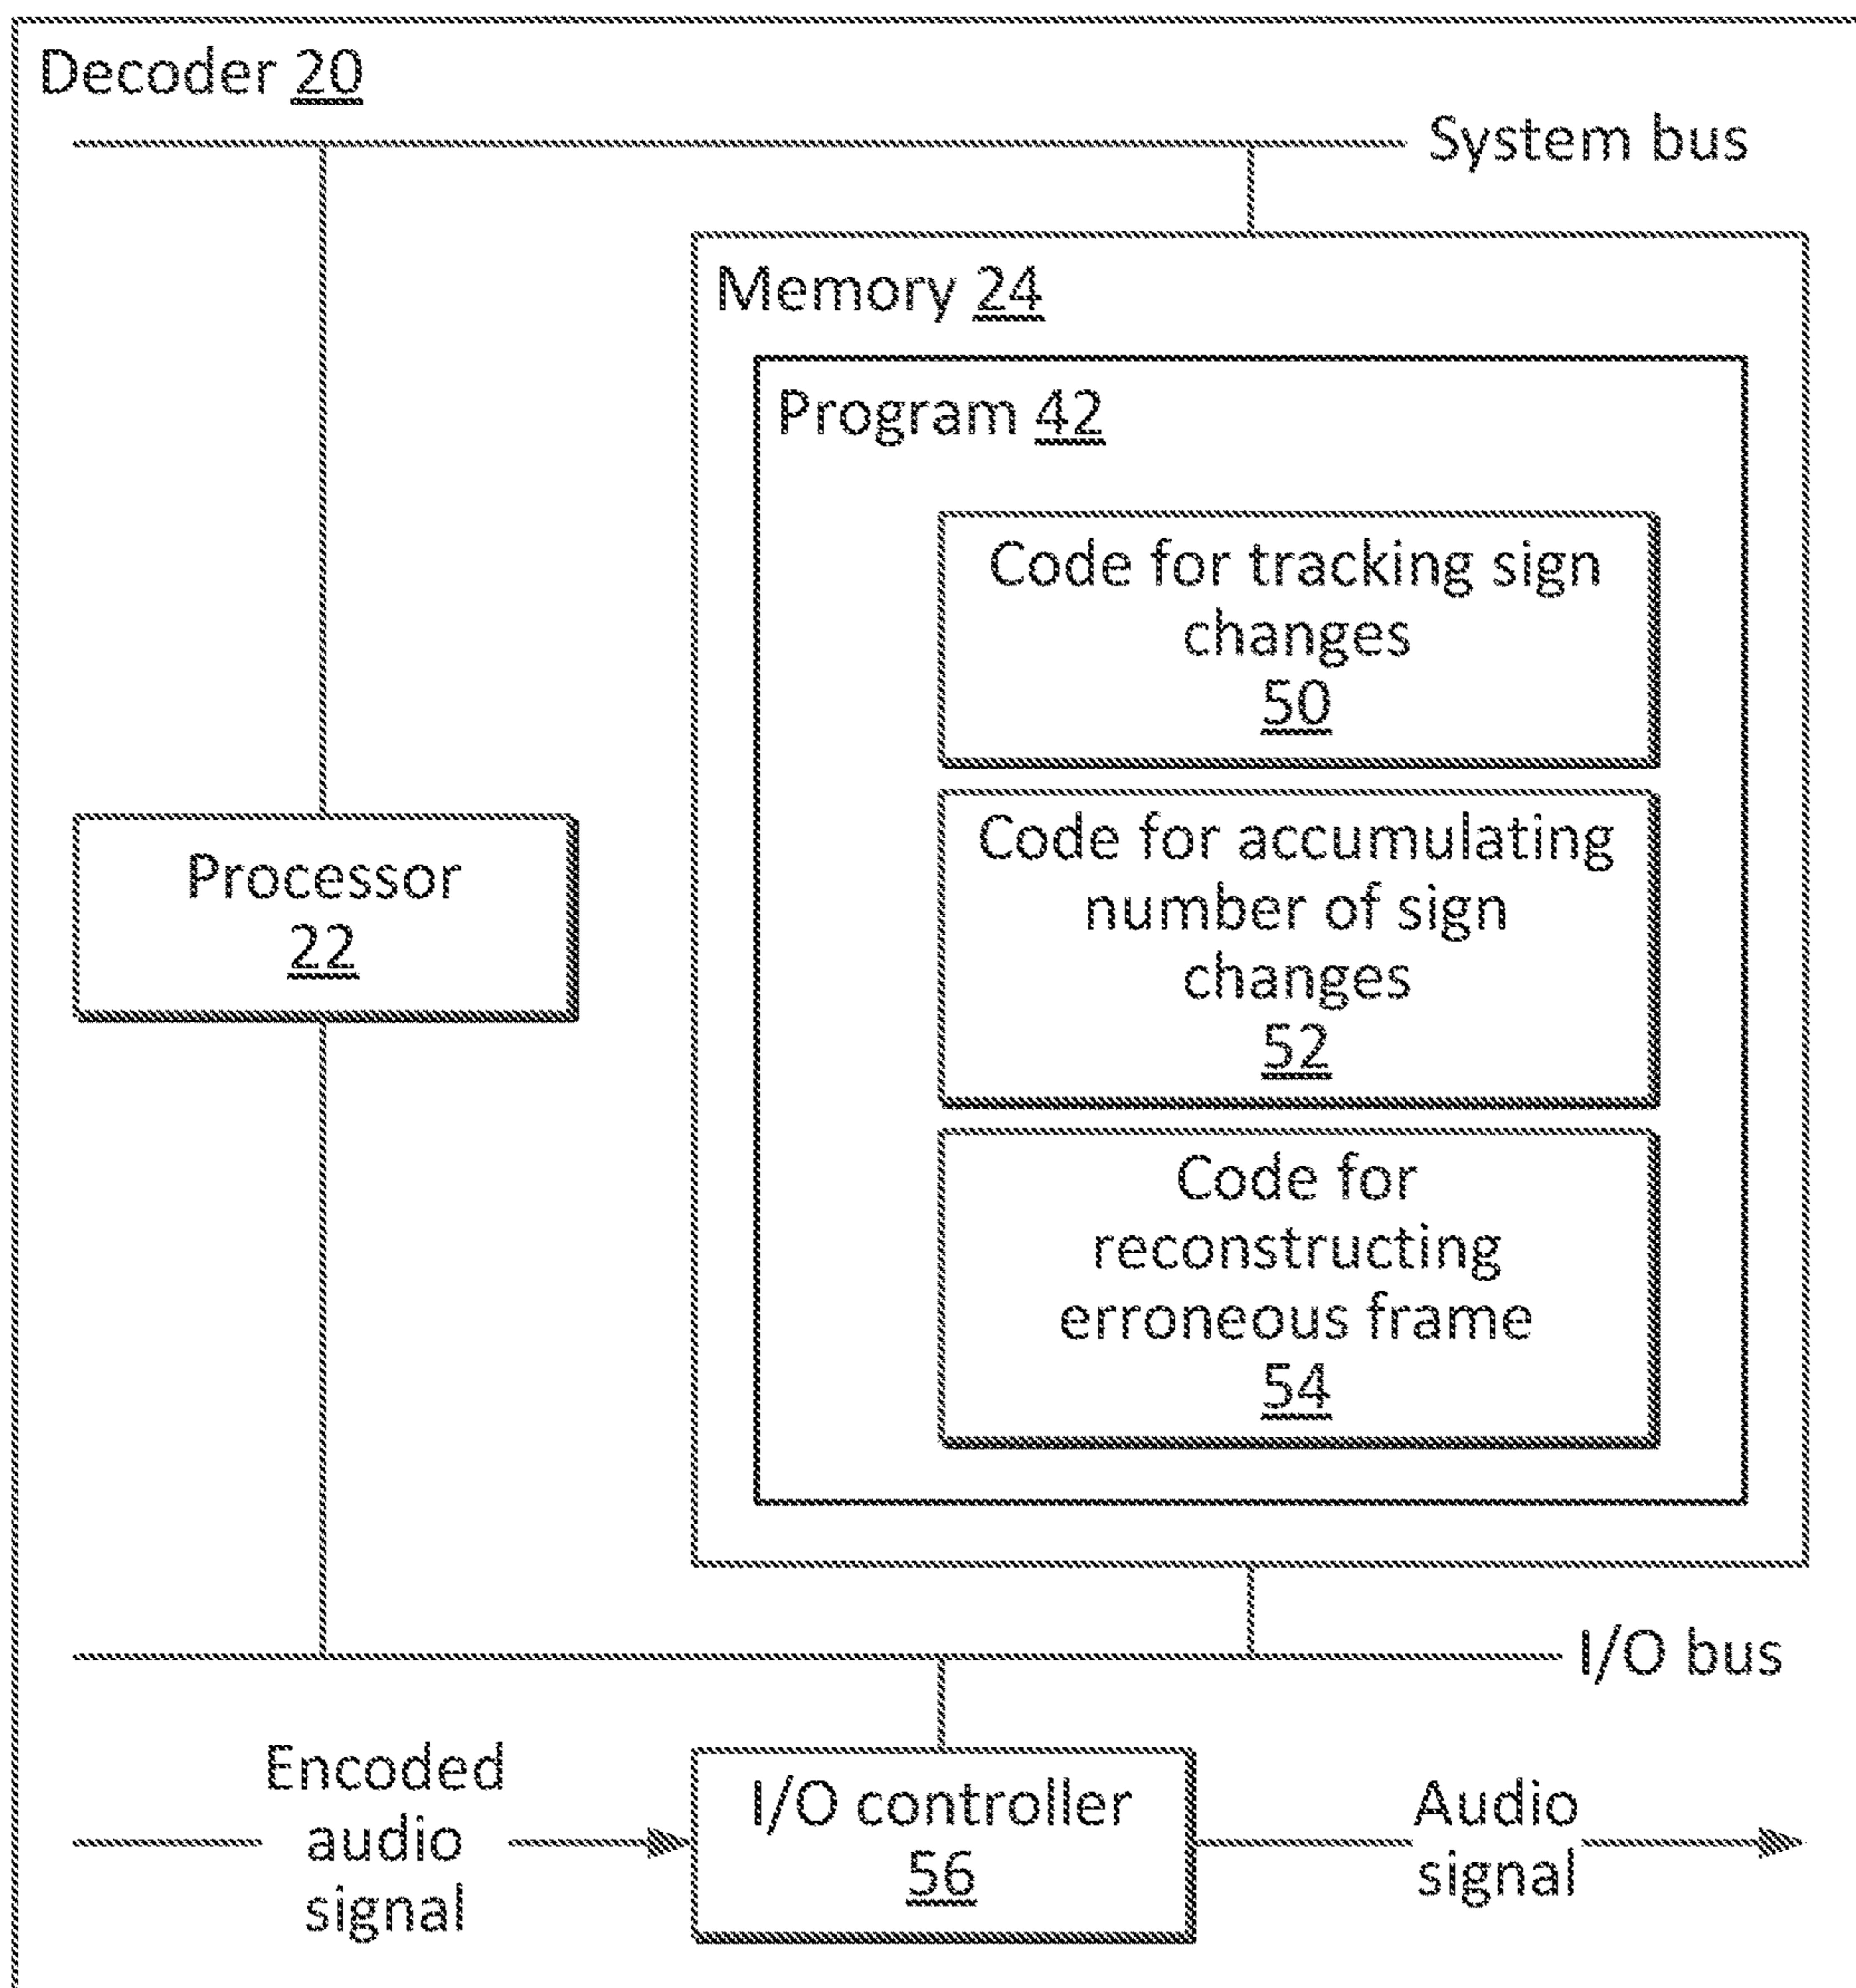 Decoder 20
System bus
Memory 24
Program 42
Code for tracking sign
changes
50
Processor
22
Code for accumulating
number of sign
changes
52
Code for
reconstructing
erroneous frame
54
I/O bus
Encoded
audio
signal
I/O controller
56
Audio
signal